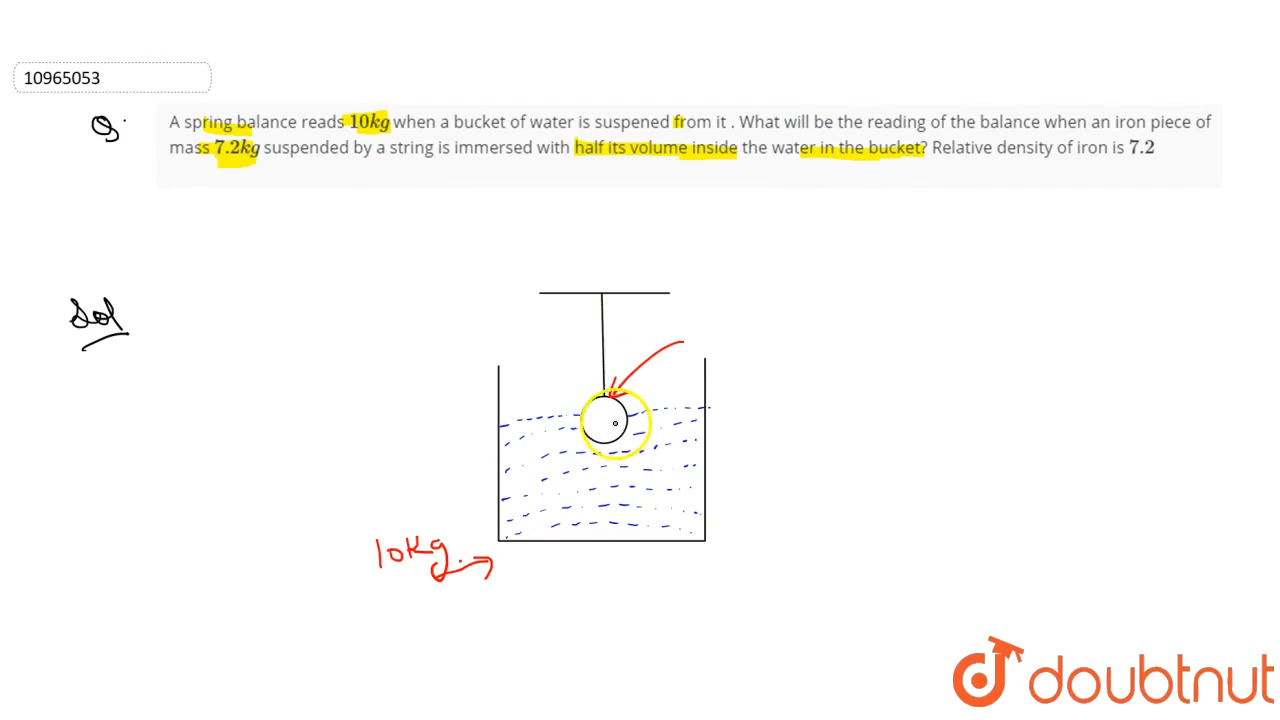 10965053
Q.
A spring balance reads 10kg when a bucket of water is suspened from it . What will be the reading of the balance when an iron piece of
mass 7.2kg suspended by a string is immersed with half its volume inside the water in the bucket? Relative density of iron is 7.2
Sol
10kg
doubtnut